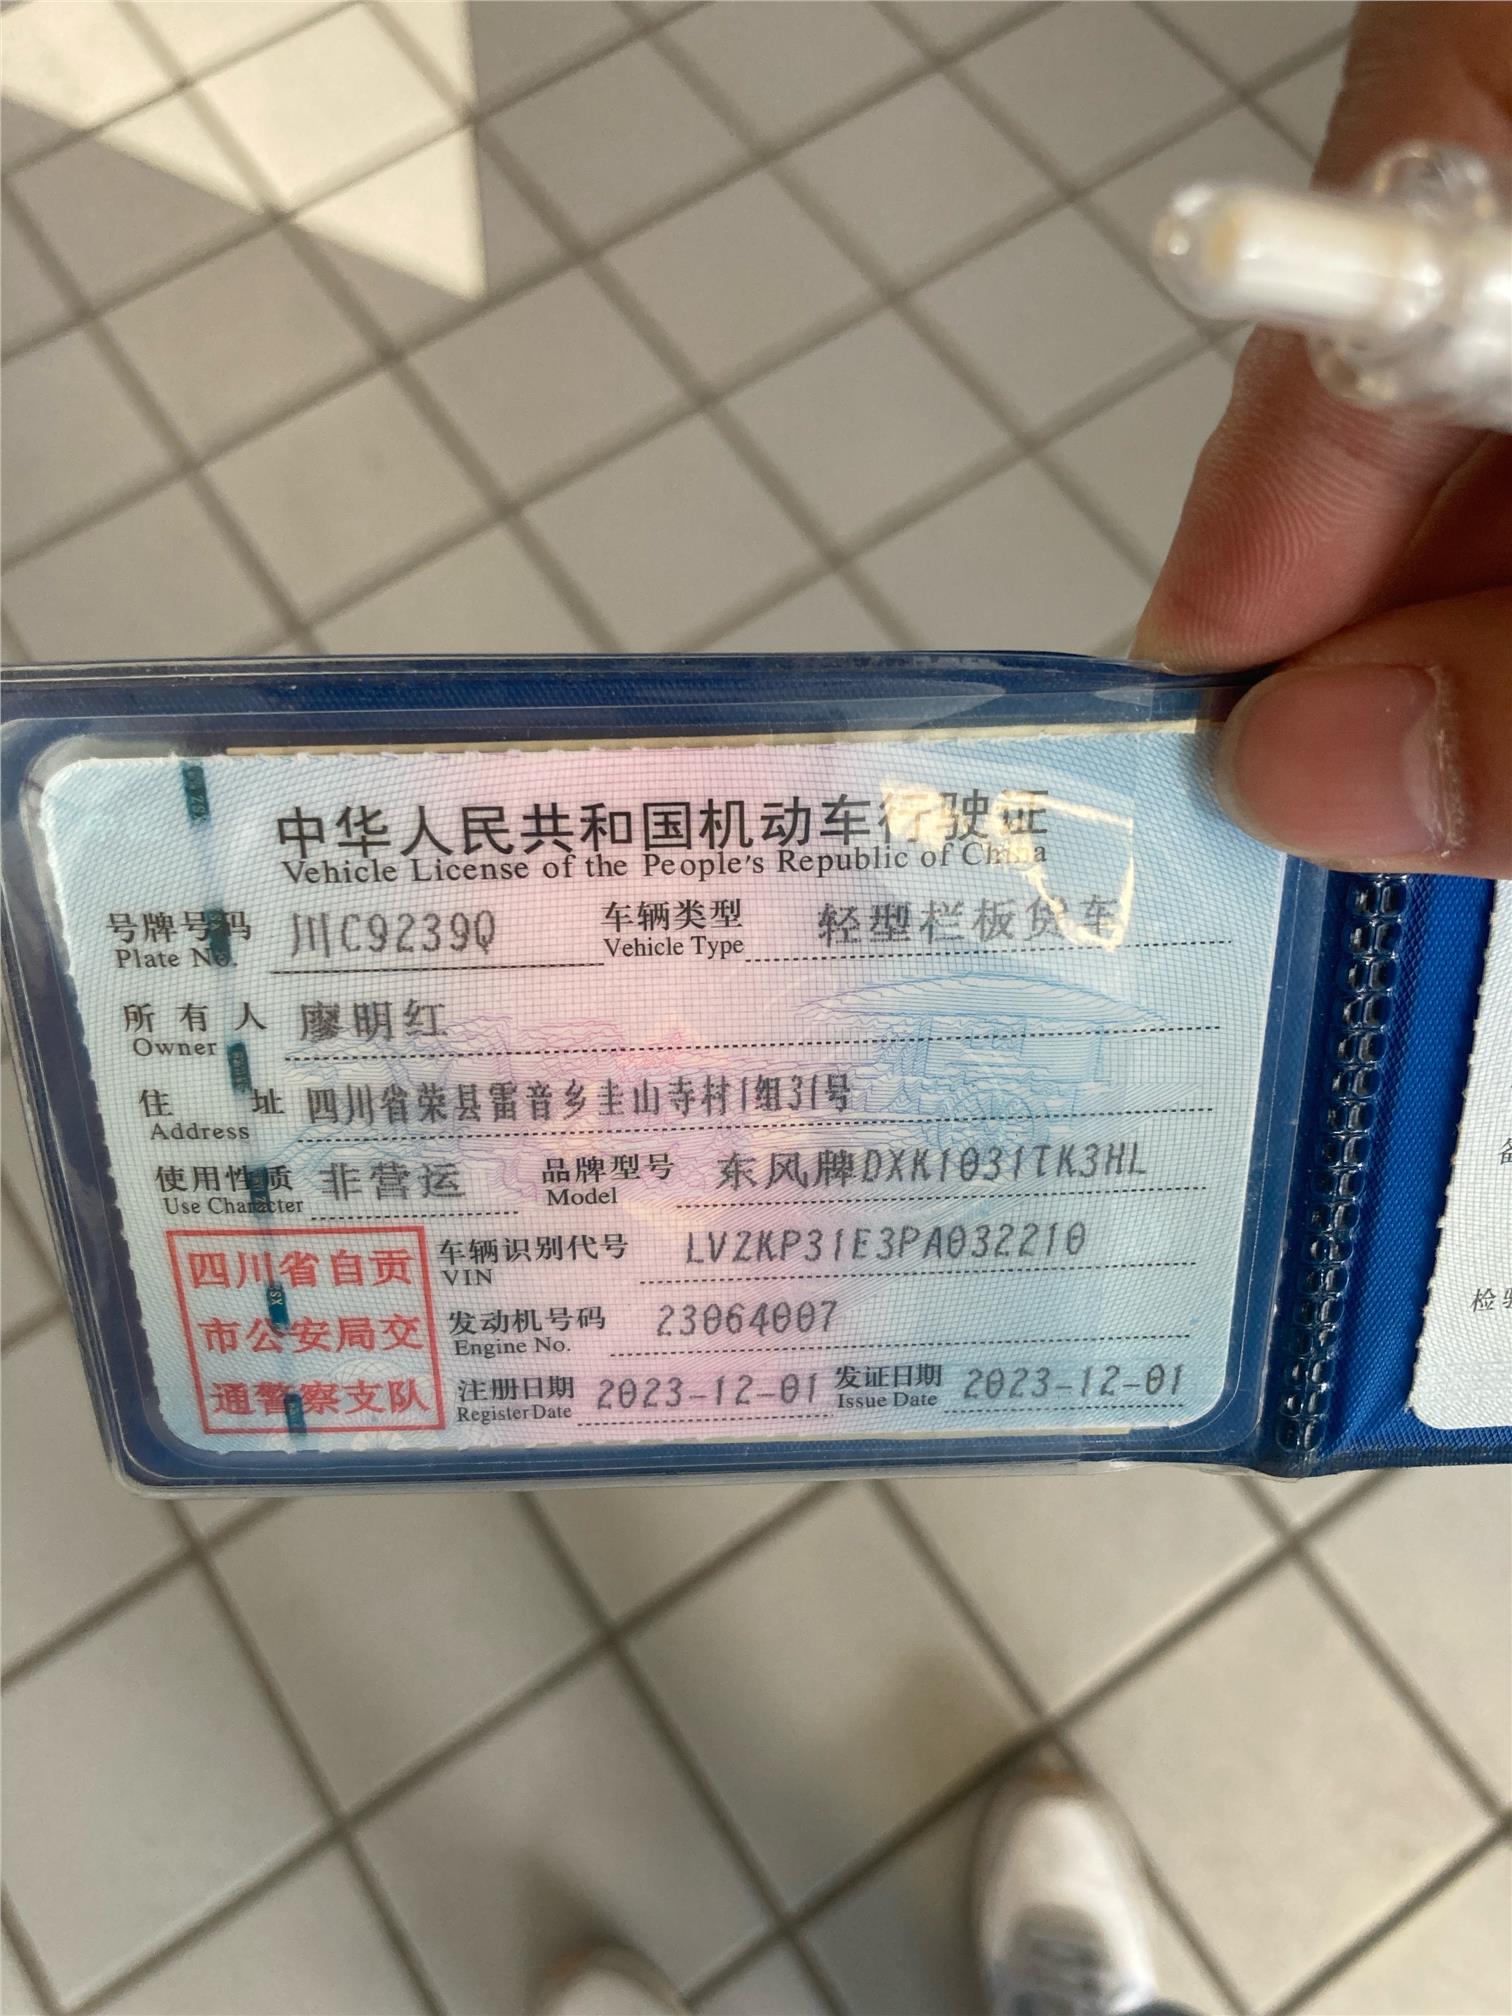 中华人民共和国机动车行驶证
Vehicle License of the People's Republic of China
号牌号码 川C9239Q 车辆类型 轻型栏板货车
Plate No. Vehicle Type
所有人 廖明红
Owner
住址 四川省荣县雷音乡圭山寺村1组31号
Address
使用性质 非营运 品牌型号 东风牌DXK1031TK3HL
Use Character Model
四川省自贡
市公安局交
通警察支队
车辆识别代号 LVZKP31E3PA032210
VIN
发动机号码 23064007
Engine No.
注册日期 2023-12-01 发证日期 2023-12-01
Register Date Issue Date
检验